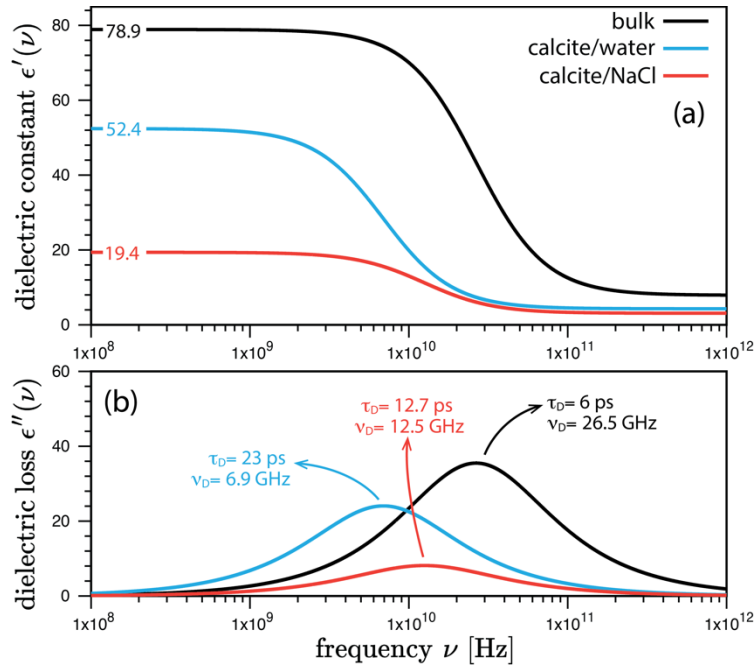 bulk
calcite/water
calcite/NaCl
(a)
dielectric constant ϵ′(ν)
80
60
40
20
0
78.9
52.4
19.4
1x10⁸
1x10⁹
1x10¹⁰
1x10¹¹
1x10¹²
(b)
dielectric loss ϵ″(ν)
60
40
20
0
τD= 12.7 ps
νD= 12.5 GHz
τD= 6 ps
νD= 26.5 GHz
τD= 23 ps
νD= 6.9 GHz
1x10⁸
1x10⁹
1x10¹⁰
1x10¹¹
1x10¹²
frequency ν [Hz]